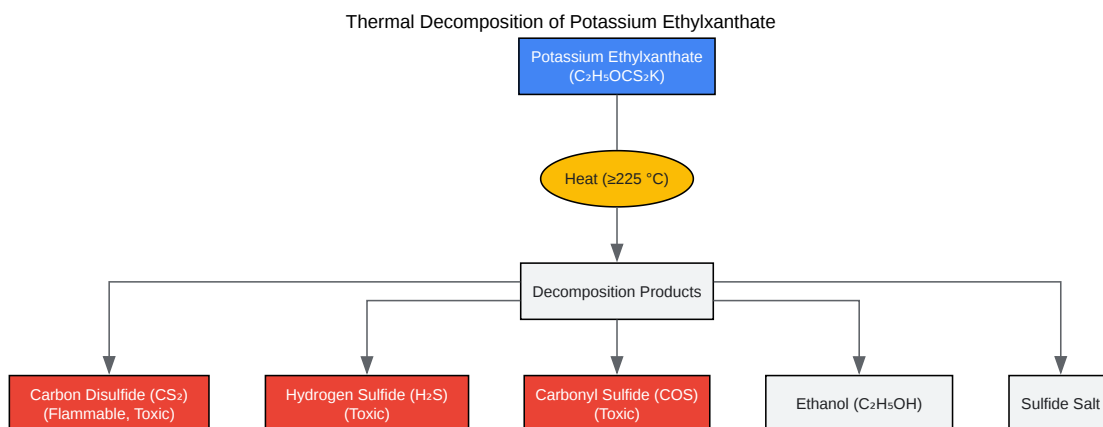 Thermal Decomposition of Potassium Ethylxanthate
Potassium Ethylxanthate
(C₂H₅OCS₂K)
Heat (≥225 °C)
Decomposition Products
Carbon Disulfide (CS₂)
(Flammable, Toxic)
Hydrogen Sulfide (H₂S)
(Toxic)
Carbonyl Sulfide (COS)
(Toxic)
Ethanol (C₂H₅OH)
Sulfide Salt